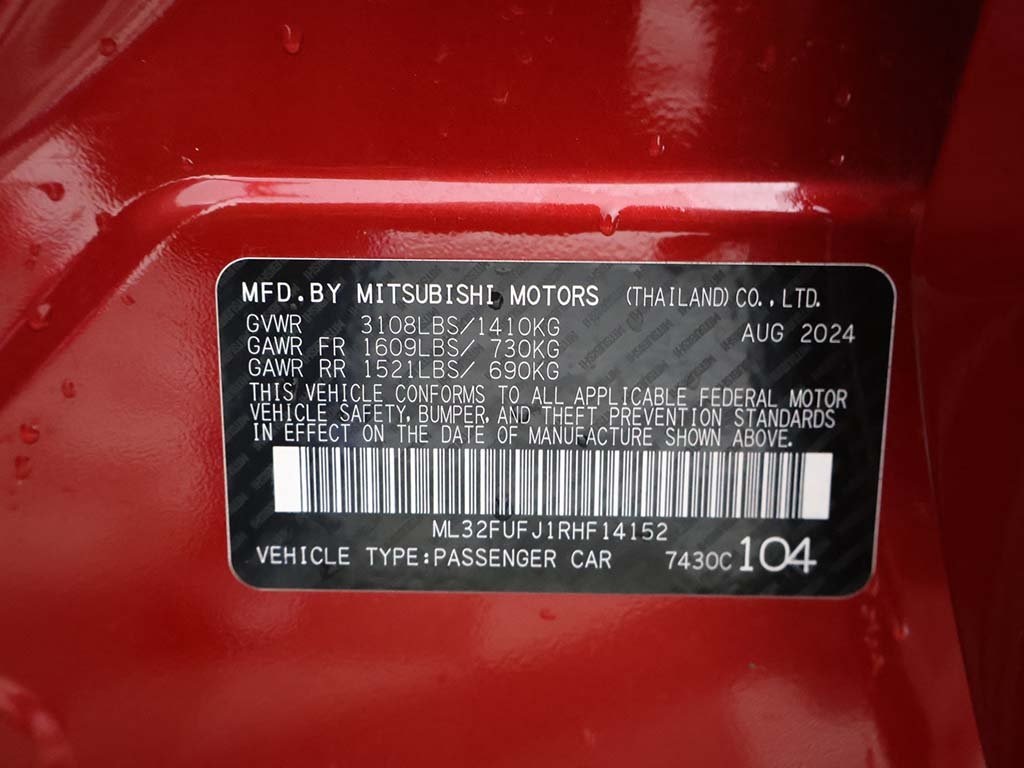 MFD.BY MITSUBISHI MOTORS (THAILAND) CO., LTD.
GVWR 3108LBS/1410KG AUG 2024
GAWR FR 1609LBS/ 730KG
GAWR RR 1521LBS/ 690KG
THIS VEHICLE CONFORMS TO ALL APPLICABLE FEDERAL MOTOR
VEHICLE SAFETY, BUMPER, AND THEFT PREVENTION STANDARDS
IN EFFECT ON THE DATE OF MANUFACTURE SHOWN ABOVE.
ML32FUFJ1RHF14152
VEHICLE TYPE:PASSENGER CAR 7430C 104